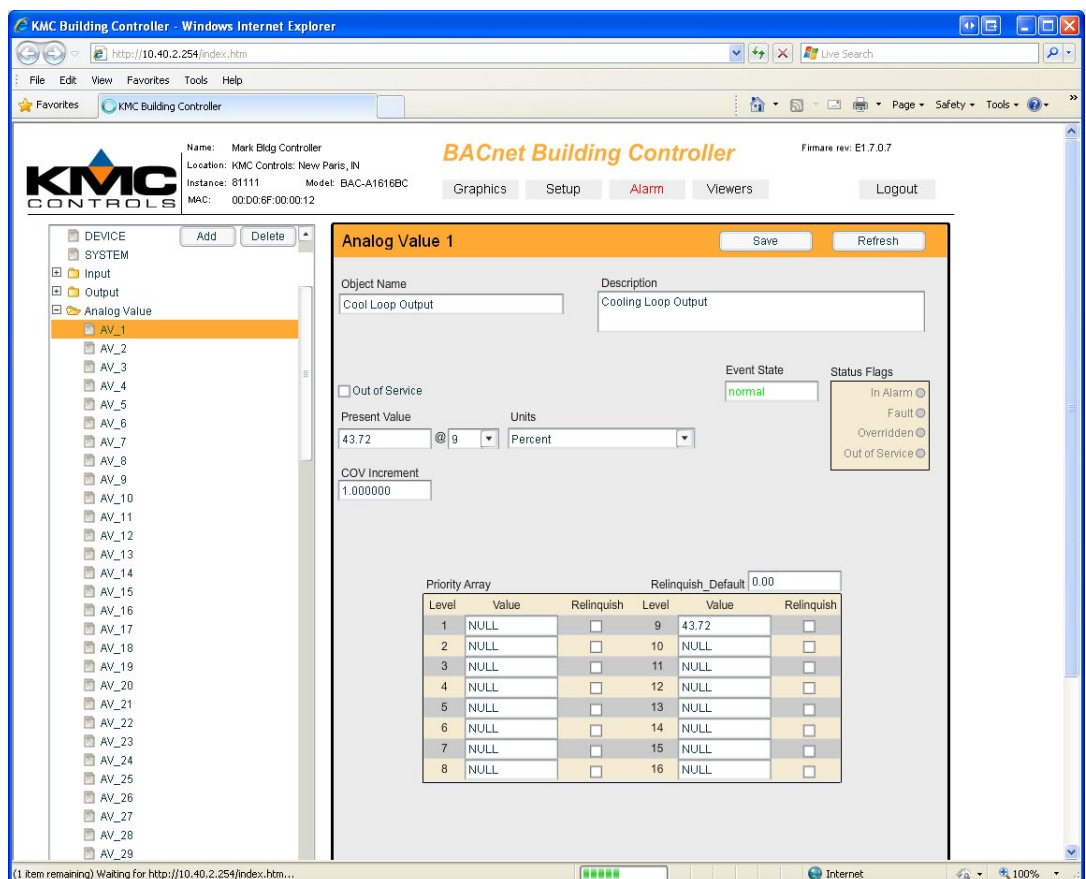 KMC Building Controller - Windows Internet Explorer
http://10.40.2.254/index.htm
Live Search
File Edit View Favorites Tools Help
Favorites KMC Building Controller Page Safety Tools »
KMC
CONTROLS
Name: Mark Bldg Controller
Location: KMC Controls: New Paris, IN
Instance: 81111 Model: BAC-A1616BC
MAC: 00:D0:6F:00:00:12
BACnet Building Controller
Firmare rev: E1.7.0.7
Graphics Setup Alarm Viewers Logout
Add Delete
DEVICE
SYSTEM
Input
Output
Analog Value
AV_1
AV_2
AV_3
AV_4
AV_5
AV_6
AV_7
AV_8
AV_9
AV_10
AV_11
AV_12
AV_13
AV_14
AV_15
AV_16
AV_17
AV_18
AV_19
AV_20
AV_21
AV_22
AV_23
AV_24
AV_25
AV_26
AV_27
AV_28
AV_29
Analog Value 1 Save Refresh
Object Name Description
Cool Loop Output Cooling Loop Output
Event State Status Flags
Out of Service normal In Alarm
Fault
Overridden
Out of Service
Present Value Units
43.72 @ 9 Percent
COV Increment
1.000000
Priority Array Relinquish_Default 0.00
Level Value Relinquish Level Value Relinquish
1 NULL 9 43.72
2 NULL 10 NULL
3 NULL 11 NULL
4 NULL 12 NULL
5 NULL 13 NULL
6 NULL 14 NULL
7 NULL 15 NULL
8 NULL 16 NULL
(1 item remaining) Waiting for http://10.40.2.254/index.htm... Internet 100%